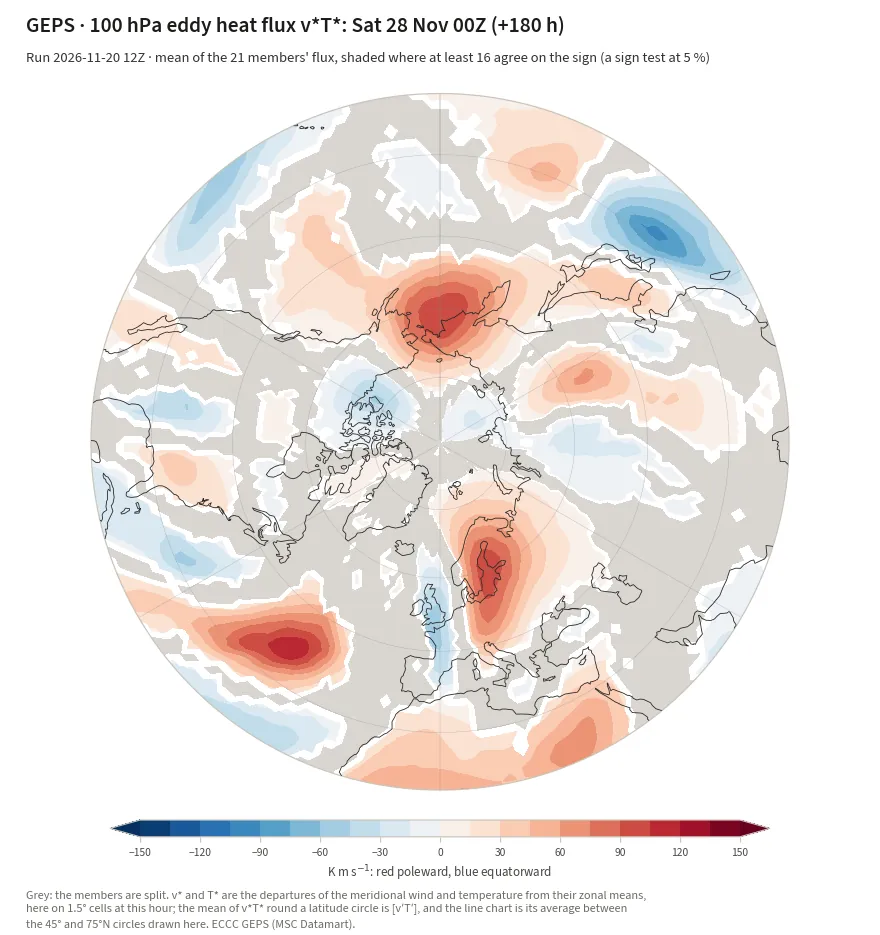 GEPS · 100 hPa eddy heat flux v*T*: Sat 28 Nov 00Z (+180 h)
Run 2026-11-20 12Z · mean of the 21 members' flux, shaded where at least 16 agree on the sign (a sign test at 5 %)
−150 −120 −90 −60 −30 0 30 60 90 120 150
K m s⁻¹: red poleward, blue equatorward
Grey: the members are split. v* and T* are the departures of the meridional wind and temperature from their zonal means,
here on 1.5° cells at this hour; the mean of v*T* round a latitude circle is [v′T′], and the line chart is its average between
the 45° and 75°N circles drawn here. ECCC GEPS (MSC Datamart).